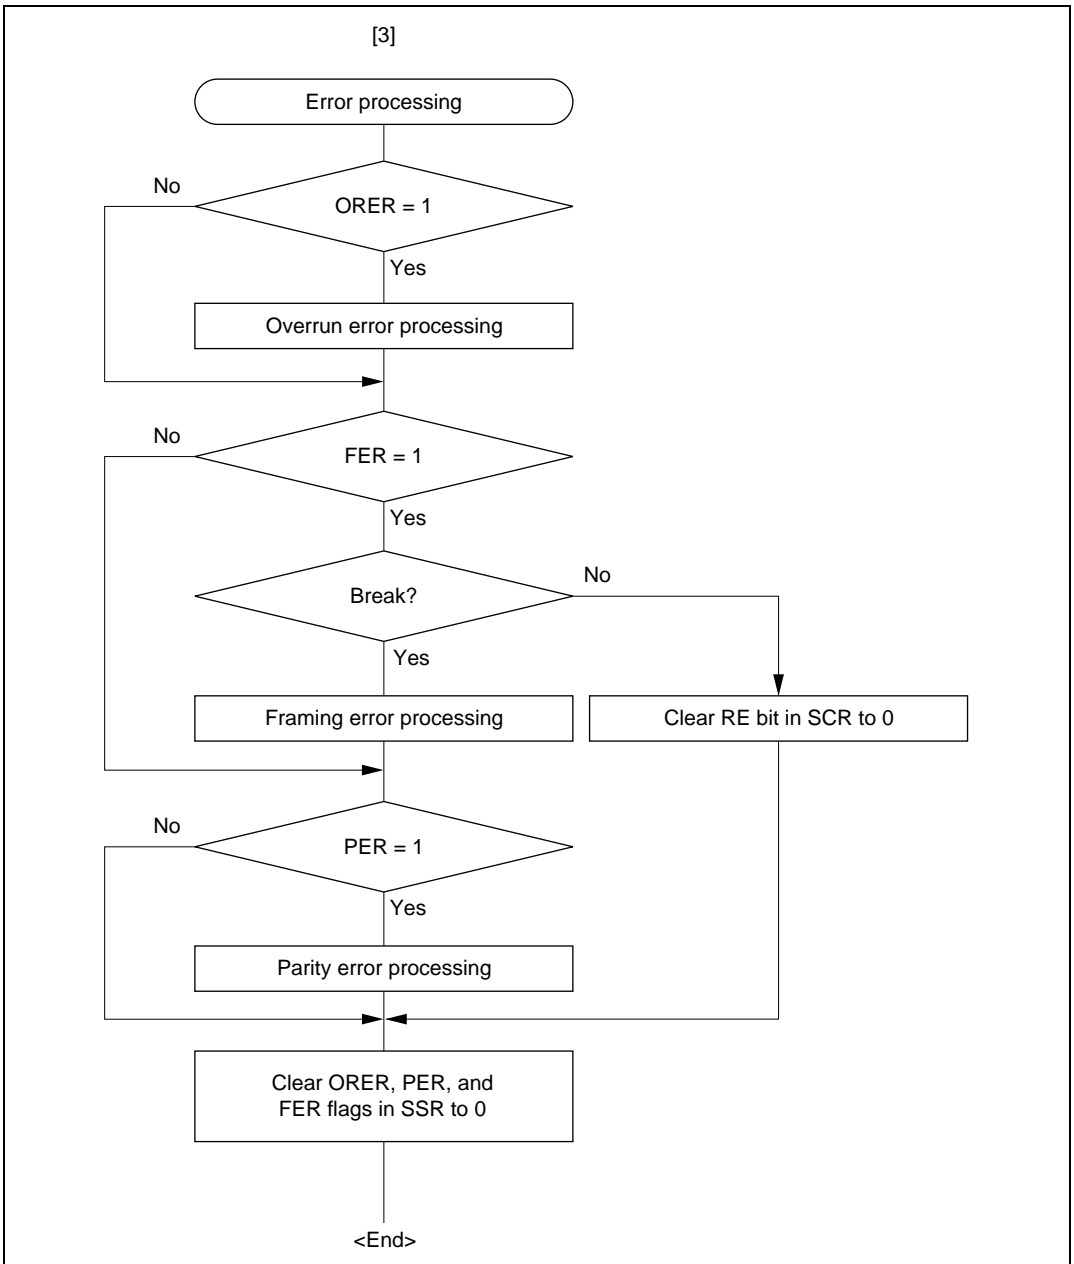 [3]
Error processing
No
ORER = 1
Yes
Overrun error processing
No
FER = 1
Yes
Break?
No
Yes
Framing error processing
Clear RE bit in SCR to 0
No
PER = 1
Yes
Parity error processing
Clear ORER, PER, and
FER flags in SSR to 0
<End>